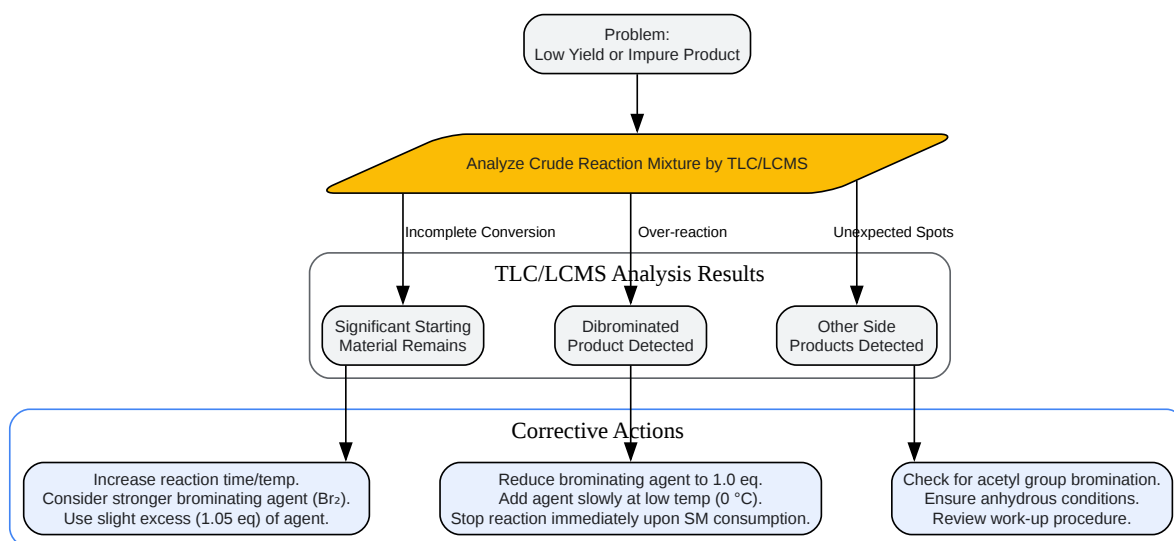 Problem:
Low Yield or Impure Product
Analyze Crude Reaction Mixture by TLC/LCMS
Incomplete Conversion
Over-reaction
Unexpected Spots
TLC/LCMS Analysis Results
Significant Starting
Material Remains
Dibrominated
Product Detected
Other Side
Products Detected
Corrective Actions
Increase reaction time/temp.
Consider stronger brominating agent (Br₂).
Use slight excess (1.05 eq) of agent.
Reduce brominating agent to 1.0 eq.
Add agent slowly at low temp (0 °C).
Stop reaction immediately upon SM consumption.
Check for acetyl group bromination.
Ensure anhydrous conditions.
Review work-up procedure.